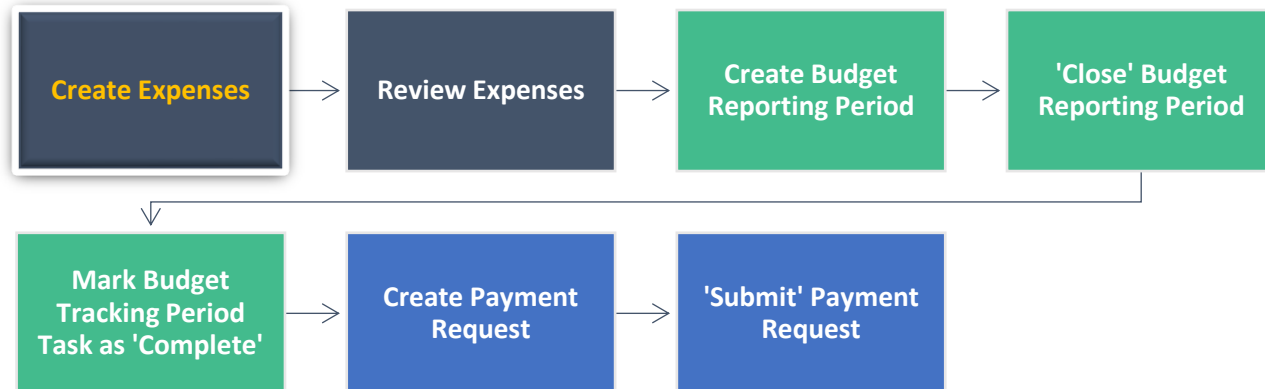 Create Expenses
Review Expenses
Create Budget
Reporting Period
'Close' Budget
Reporting Period
Mark Budget
Tracking Period
Task as 'Complete'
Create Payment
Request
'Submit' Payment
Request